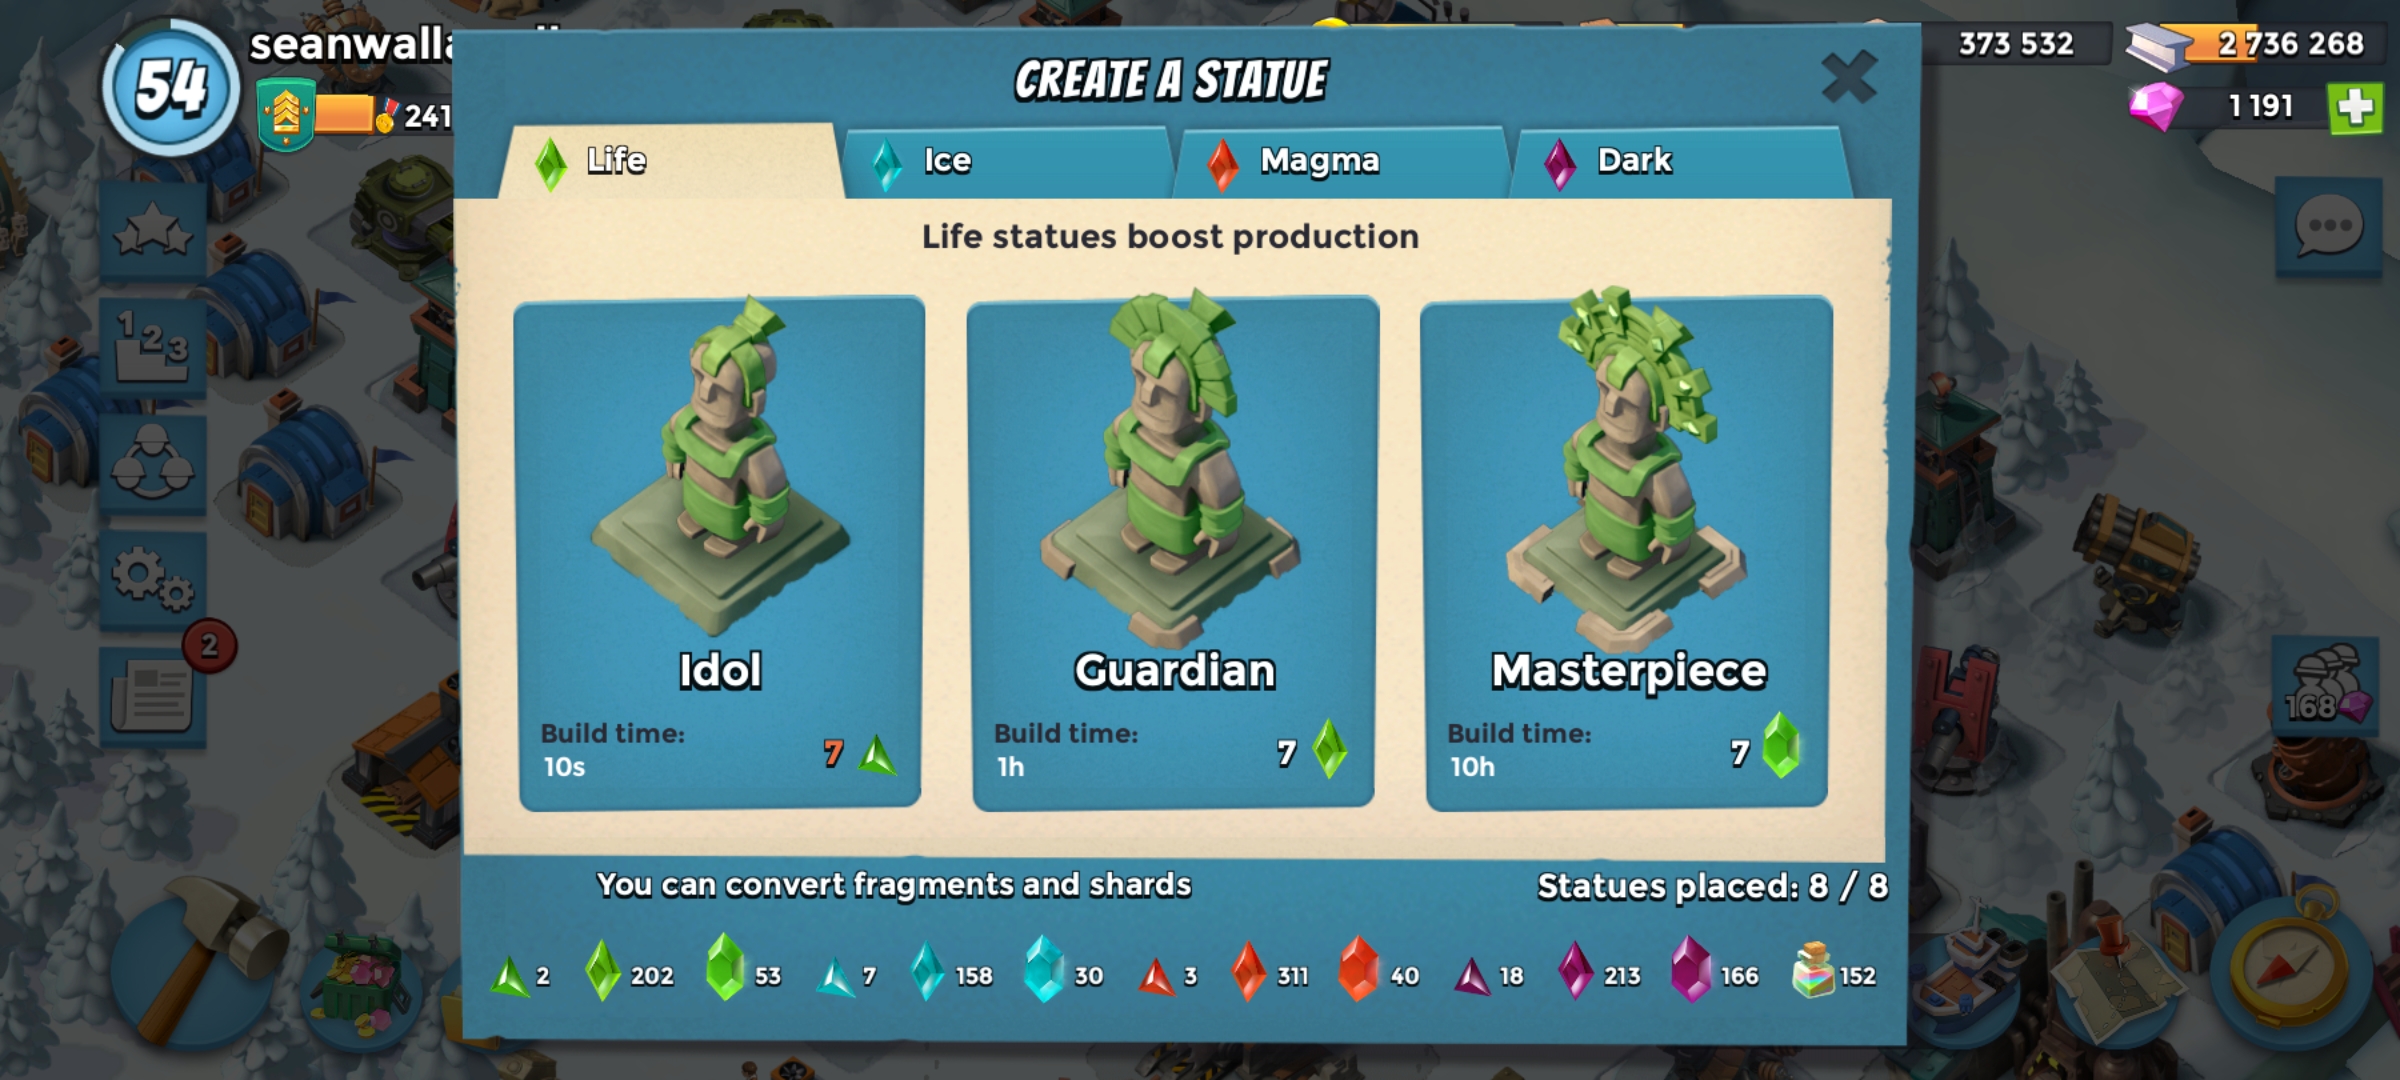 54
241
CREATE A STATUE
373 532
2 736 268
1 191
Life
Ice
Magma
Dark
Life statues boost production
1 2 3
2
Idol
Build time:
10s
7
Guardian
Build time:
1h
7
Masterpiece
Build time:
10h
7
168
You can convert fragments and shards
Statues placed: 8 / 8
2
202
53
7
158
30
3
311
40
18
213
166
152